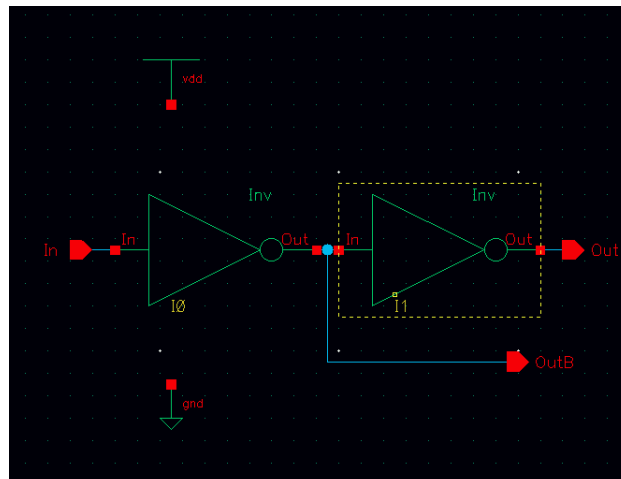 vdd
Inv
Inv
In
In
Out
In
Out
Out
I0
I1
OutB
gnd